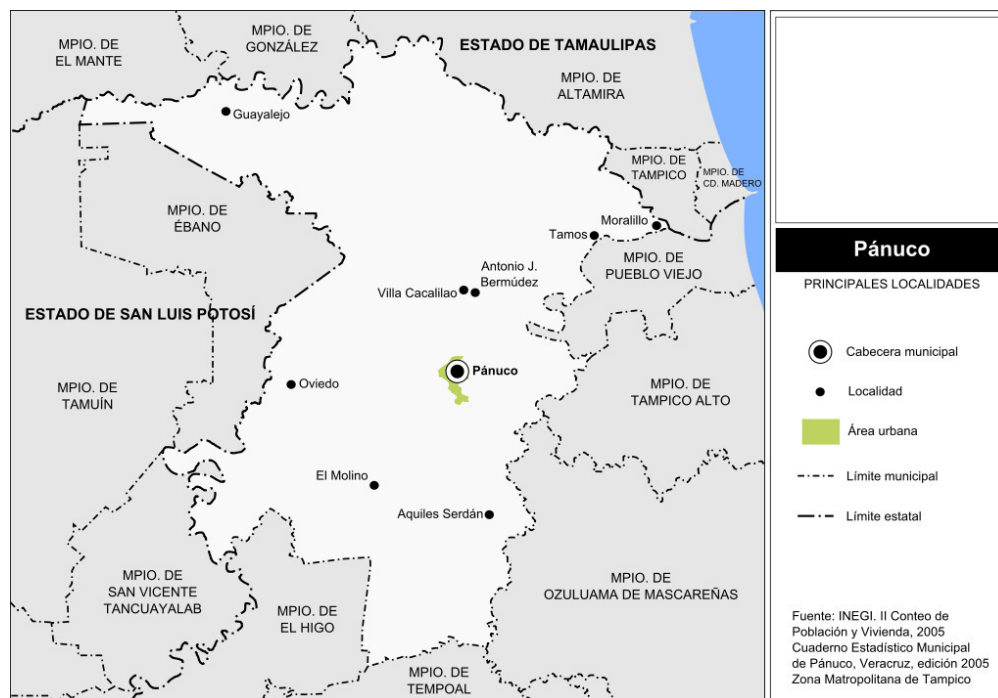 MPIO. DE
EL MANTE
MPIO. DE
GONZÁLEZ
ESTADO DE TAMAULIPAS
MPIO. DE
ALTAMIRA
Guayalejo
MPIO. DE
TAMPICO
MPIO. DE
CD. MADERO
MPIO. DE
ÉBANO
Moralillo
Tamos
MPIO. DE
PUEBLO VIEJO
Antonio J.
Bermúdez
Villa Cacalilao
ESTADO DE SAN LUIS POTOSÍ
Pánuco
Oviedo
MPIO. DE
TAMUÍN
MPIO. DE
TAMPICO ALTO
El Molino
Aquiles Serdán
MPIO. DE
SAN VICENTE
TANCUAYALAB
MPIO. DE
EL HIGO
MPIO. DE
OZULUAMA DE MASCAREÑAS
MPIO. DE
TEMPOAL
Pánuco
PRINCIPALES LOCALIDADES
Cabecera municipal
Localidad
Área urbana
Límite municipal
Límite estatal
Fuente: INEGI. II Conteo de
Población y Vivienda, 2005
Cuaderno Estadístico Municipal
de Pánuco, Veracruz, edición 2005
Zona Matropolitana de Tampico